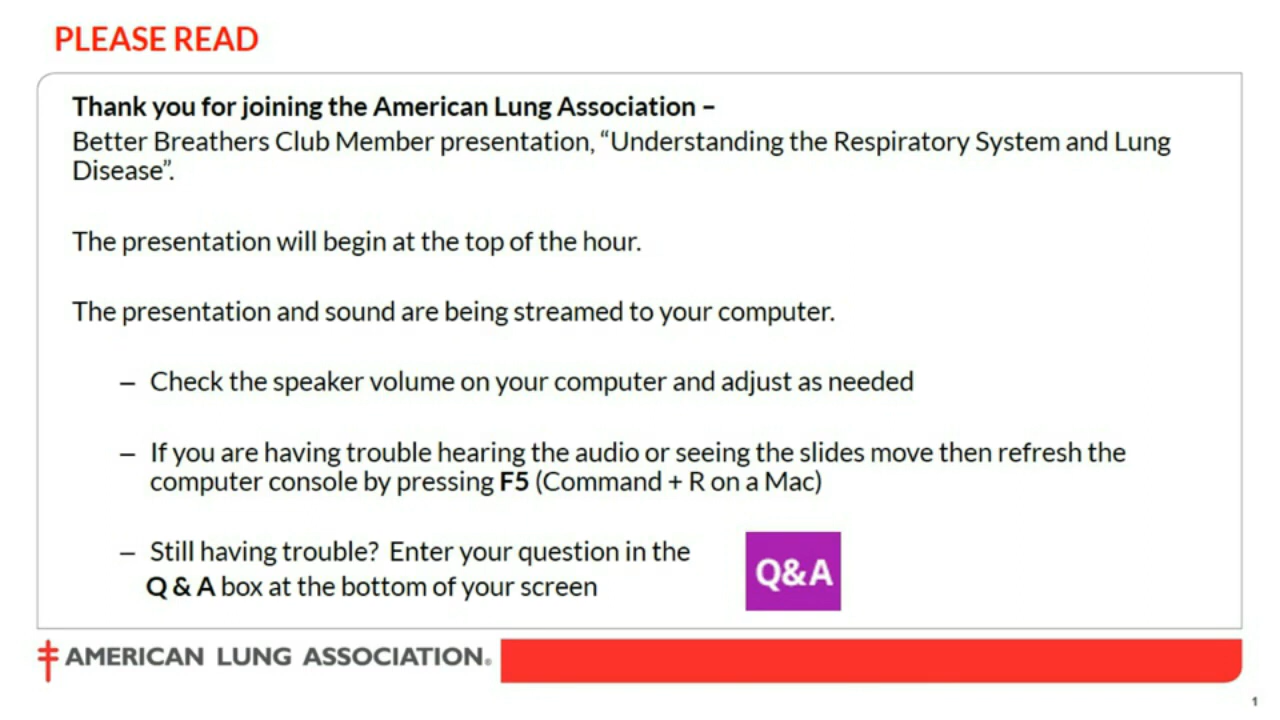 PLEASE READ
Thank you for joining the American Lung Association –
Better Breathers Club Member presentation, “Understanding the Respiratory System and Lung
Disease”.
The presentation will begin at the top of the hour.
The presentation and sound are being streamed to your computer.
– Check the speaker volume on your computer and adjust as needed
– If you are having trouble hearing the audio or seeing the slides move then refresh the
computer console by pressing F5 (Command + R on a Mac)
– Still having trouble? Enter your question in the
Q & A box at the bottom of your screen
Q&A
AMERICAN LUNG ASSOCIATION®
1